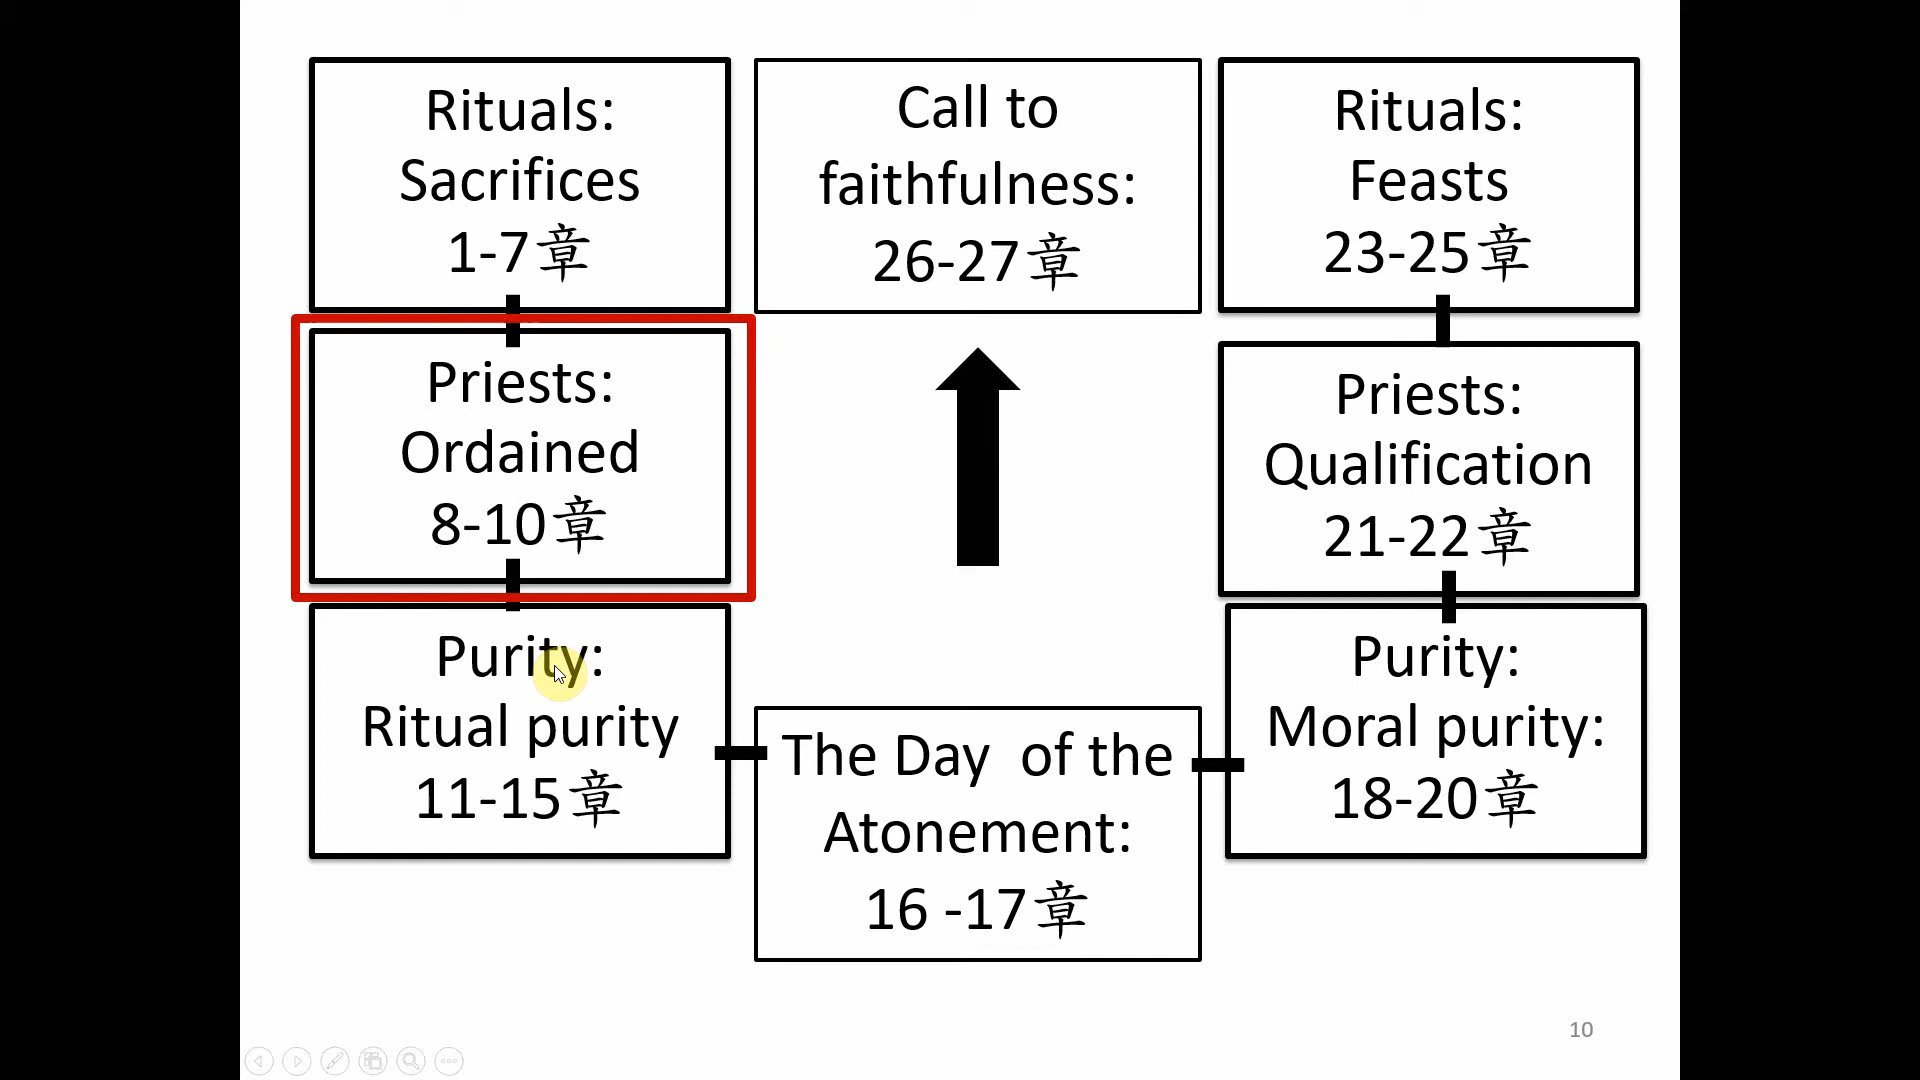 Rituals:
Sacrifices
1-7章
Call to
faithfulness:
26-27章
Rituals:
Feasts
23-25章
Priests:
Ordained
8-10章
Priests:
Qualification
21-22章
Purity:
Ritual purity
11-15章
The Day  of the
Atonement:
16 -17章
Purity:
Moral purity:
18-20章
10